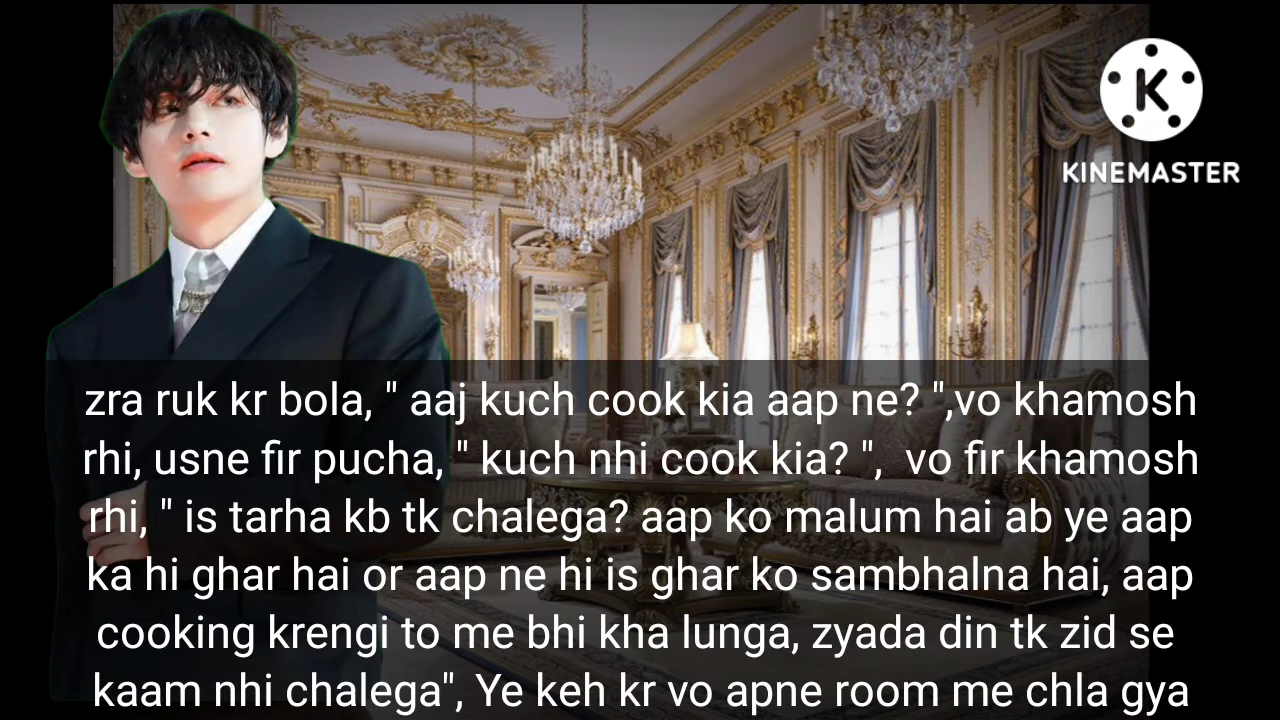 K
KINEMASTER
zra ruk kr bola, " aaj kuch cook kia aap ne? ",vo khamosh
rhi, usne fir pucha, " kuch nhi cook kia? ",  vo fir khamosh
rhi, " is tarha kb tk chalega? aap ko malum hai ab ye aap
ka hi ghar hai or aap ne hi is ghar ko sambhalna hai, aap
cooking krengi to me bhi kha lunga, zyada din tk zid se
kaam nhi chalega", Ye keh kr vo apne room me chla gya